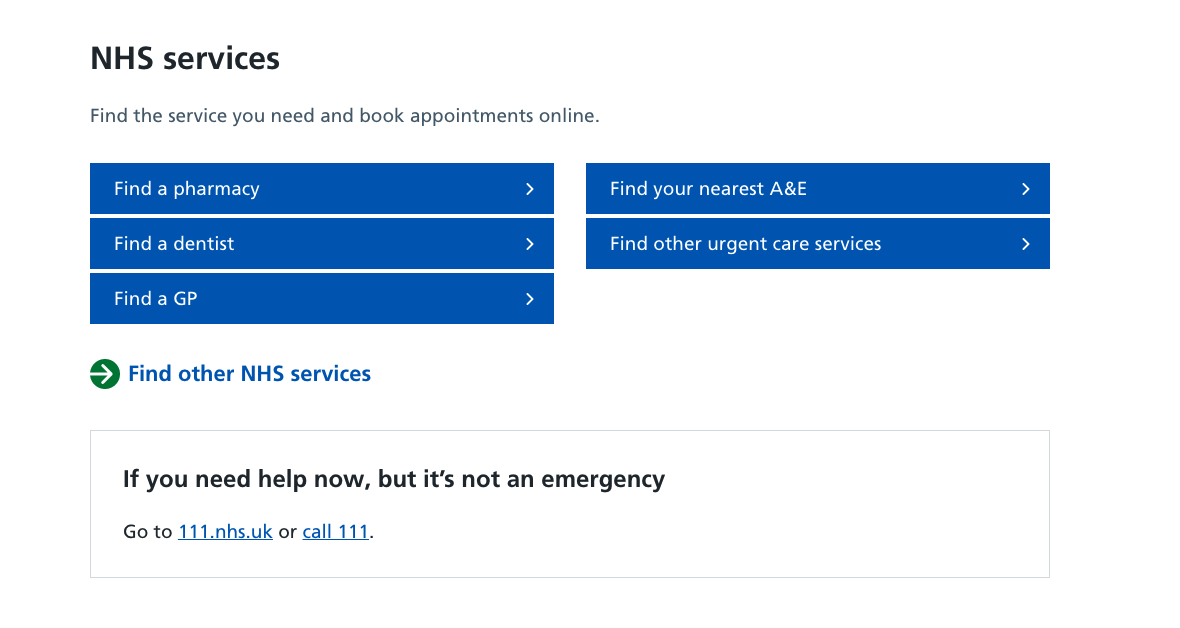 NHS services
Find the service you need and book appointments online.
Find a pharmacy
Find a dentist
Find a GP
Find your nearest A&E
Find other urgent care services
Find other NHS services
If you need help now, but it’s not an emergency
Go to 111.nhs.uk or call 111.